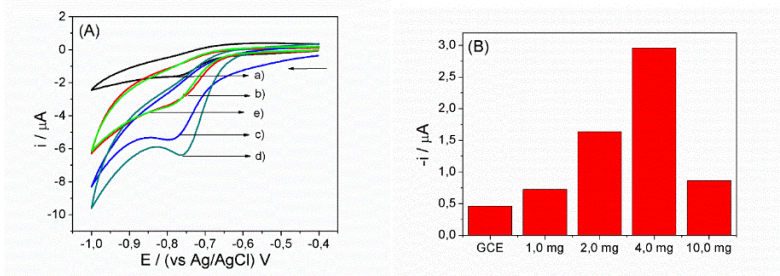 (A)
2
0
-2
-4
-6
-8
-10
i / μA
a)
b)
e)
c)
d)
-1,0 -0,9 -0,8 -0,7 -0,6 -0,5 -0,4
E / (vs Ag/AgCl) V
(B)
3,0
2,5
2,0
1,5
1,0
0,5
0,0
-i / μA
GCE 1,0 mg 2,0 mg 4,0 mg 10,0 mg